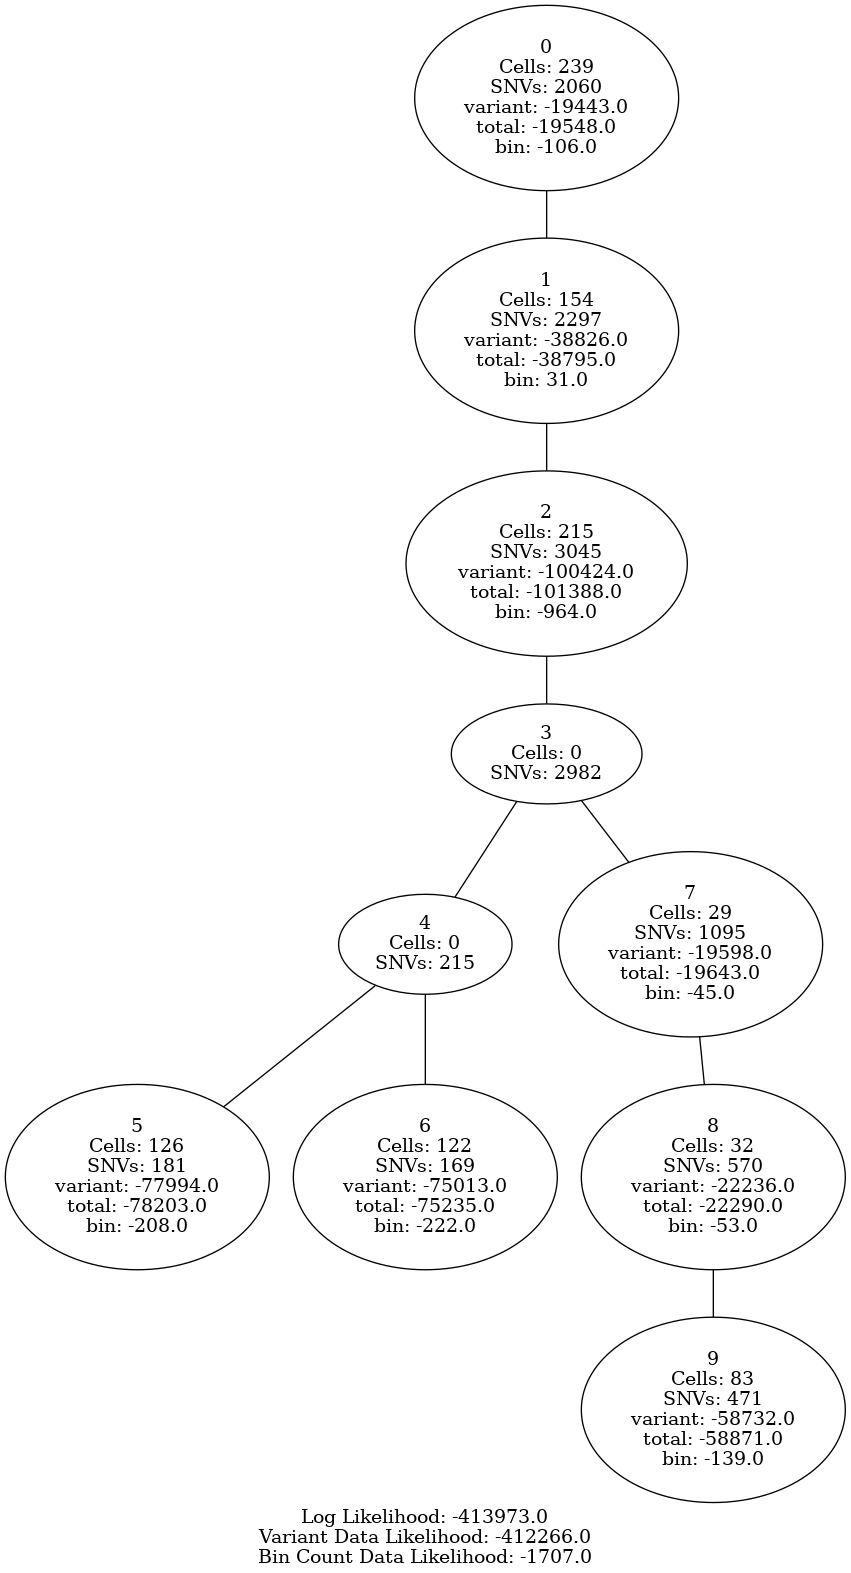 0
Cells: 239
SNVs: 2060
variant: -19443.0
total: -19548.0
bin: -106.0
1
Cells: 154
SNVs: 2297
variant: -38826.0
total: -38795.0
bin: 31.0
2
Cells: 215
SNVs: 3045
variant: -100424.0
total: -101388.0
bin: -964.0
3
Cells: 0
SNVs: 2982
4
Cells: 0
SNVs: 215
7
Cells: 29
SNVs: 1095
variant: -19598.0
total: -19643.0
bin: -45.0
5
Cells: 126
SNVs: 181
variant: -77994.0
total: -78203.0
bin: -208.0
6
Cells: 122
SNVs: 169
variant: -75013.0
total: -75235.0
bin: -222.0
8
Cells: 32
SNVs: 570
variant: -22236.0
total: -22290.0
bin: -53.0
9
Cells: 83
SNVs: 471
variant: -58732.0
total: -58871.0
bin: -139.0
Log Likelihood: -413973.0
Variant Data Likelihood: -412266.0
Bin Count Data Likelihood: -1707.0